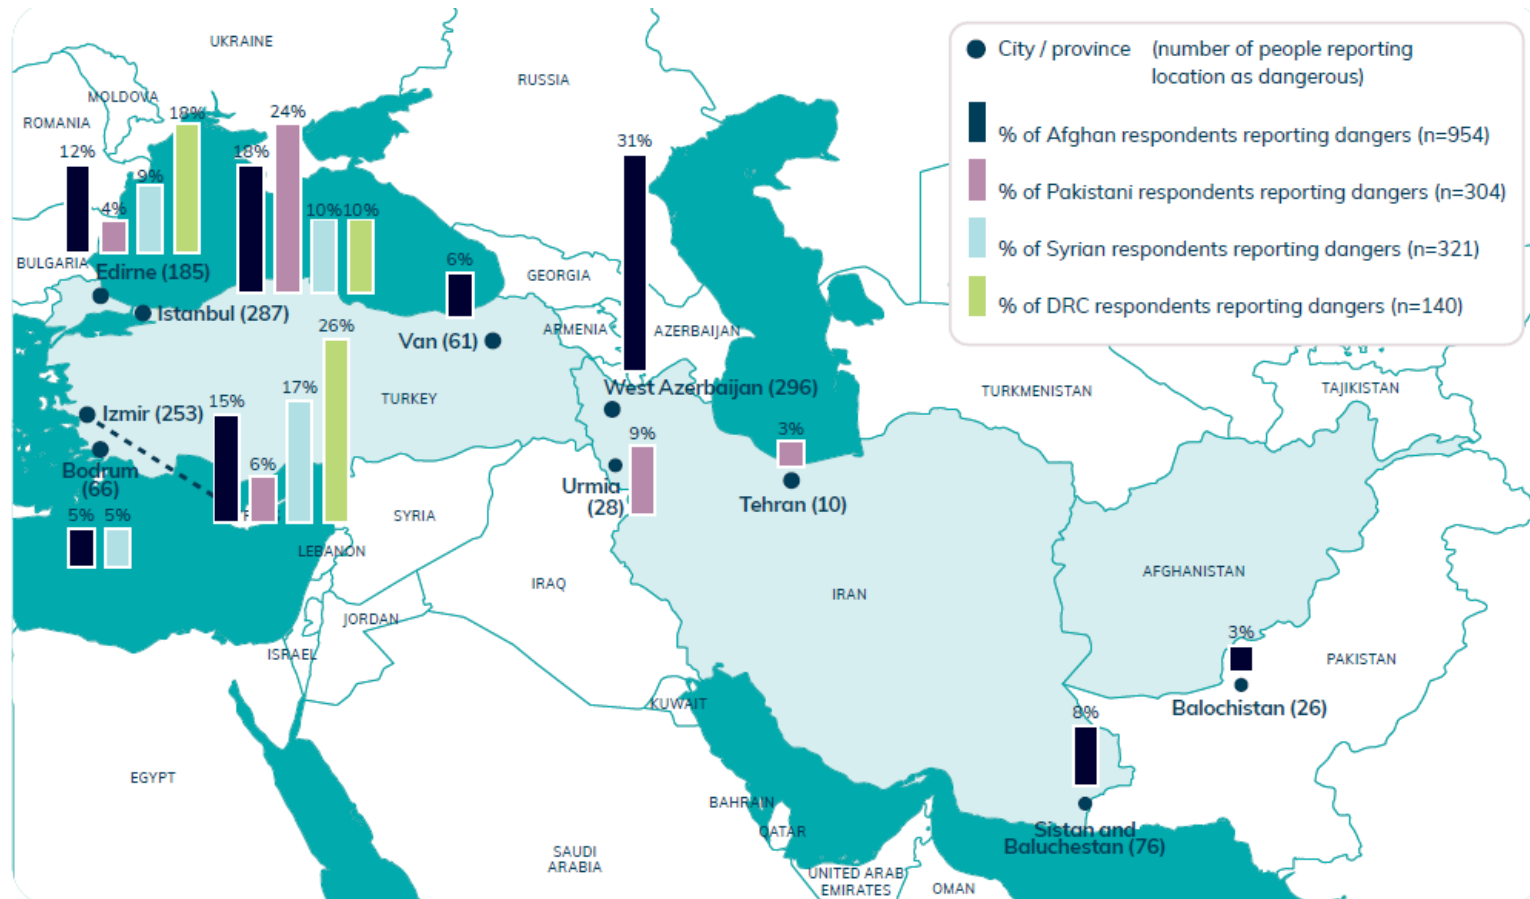 City / province (number of people reporting
location as dangerous)
% of Afghan respondents reporting dangers (n=954)
% of Pakistani respondents reporting dangers (n=304)
% of Syrian respondents reporting dangers (n=321)
% of DRC respondents reporting dangers (n=140)
UKRAINE
RUSSIA
MOLDOVA
ROMANIA
BULGARIA
12%
4%
9%
18%
Edirne (185)
18%
24%
10%
10%
Istanbul (287)
6%
Van (61)
GEORGIA
ARMENIA
AZERBAIJAN
31%
West Azerbaijan (296)
TURKEY
Izmir (253)
15%
6%
17%
26%
Bodrum
(66)
5%
5%
9%
Urmia
(28)
3%
Tehran (10)
TURKMENISTAN
TAJIKISTAN
SYRIA
LEBANON
IRAQ
IRAN
AFGHANISTAN
JORDAN
ISRAEL
KUWAIT
3%
Balochistan (26)
PAKISTAN
8%
Sistan and
Baluchestan (76)
EGYPT
BAHRAIN
QATAR
SAUDI
ARABIA
UNITED ARAB
EMIRATES
OMAN